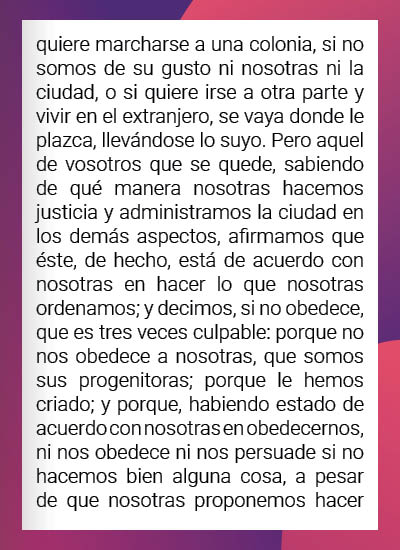 quiere marcharse a una colonia, si no
somos de su gusto ni nosotras ni la
ciudad, o si quiere irse a otra parte y
vivir en el extranjero, se vaya donde le
plazca, llevándose lo suyo. Pero aquel
de vosotros que se quede, sabiendo
de qué manera nosotras hacemos
justicia y administramos la ciudad en
los demás aspectos, afirmamos que
éste, de hecho, está de acuerdo con
nosotras en hacer lo que nosotras
ordenamos; y decimos, si no obedece,
que es tres veces culpable: porque no
nos obedece a nosotras, que somos
sus progenitoras; porque le hemos
criado; y porque, habiendo estado de
acuerdo con nosotras en obedecernos,
ni nos obedece ni nos persuade si no
hacemos bien alguna cosa, a pesar
de que nosotras proponemos hacer